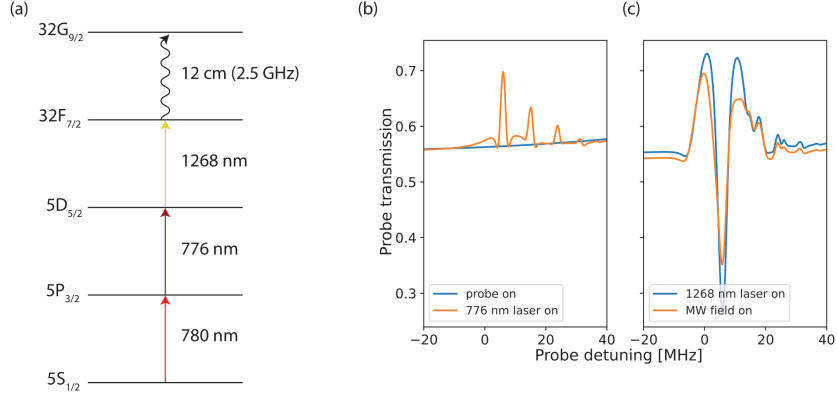 (a)
32G9/2
12 cm (2.5 GHz)
32F7/2
1268 nm
5D5/2
776 nm
5P3/2
780 nm
5S1/2
(b)
Probe transmission
0.7
0.6
0.5
0.4
0.3
probe on
776 nm laser on
−20
0
20
40
(c)
1268 nm laser on
MW field on
−20
0
20
40
Probe detuning [MHz]